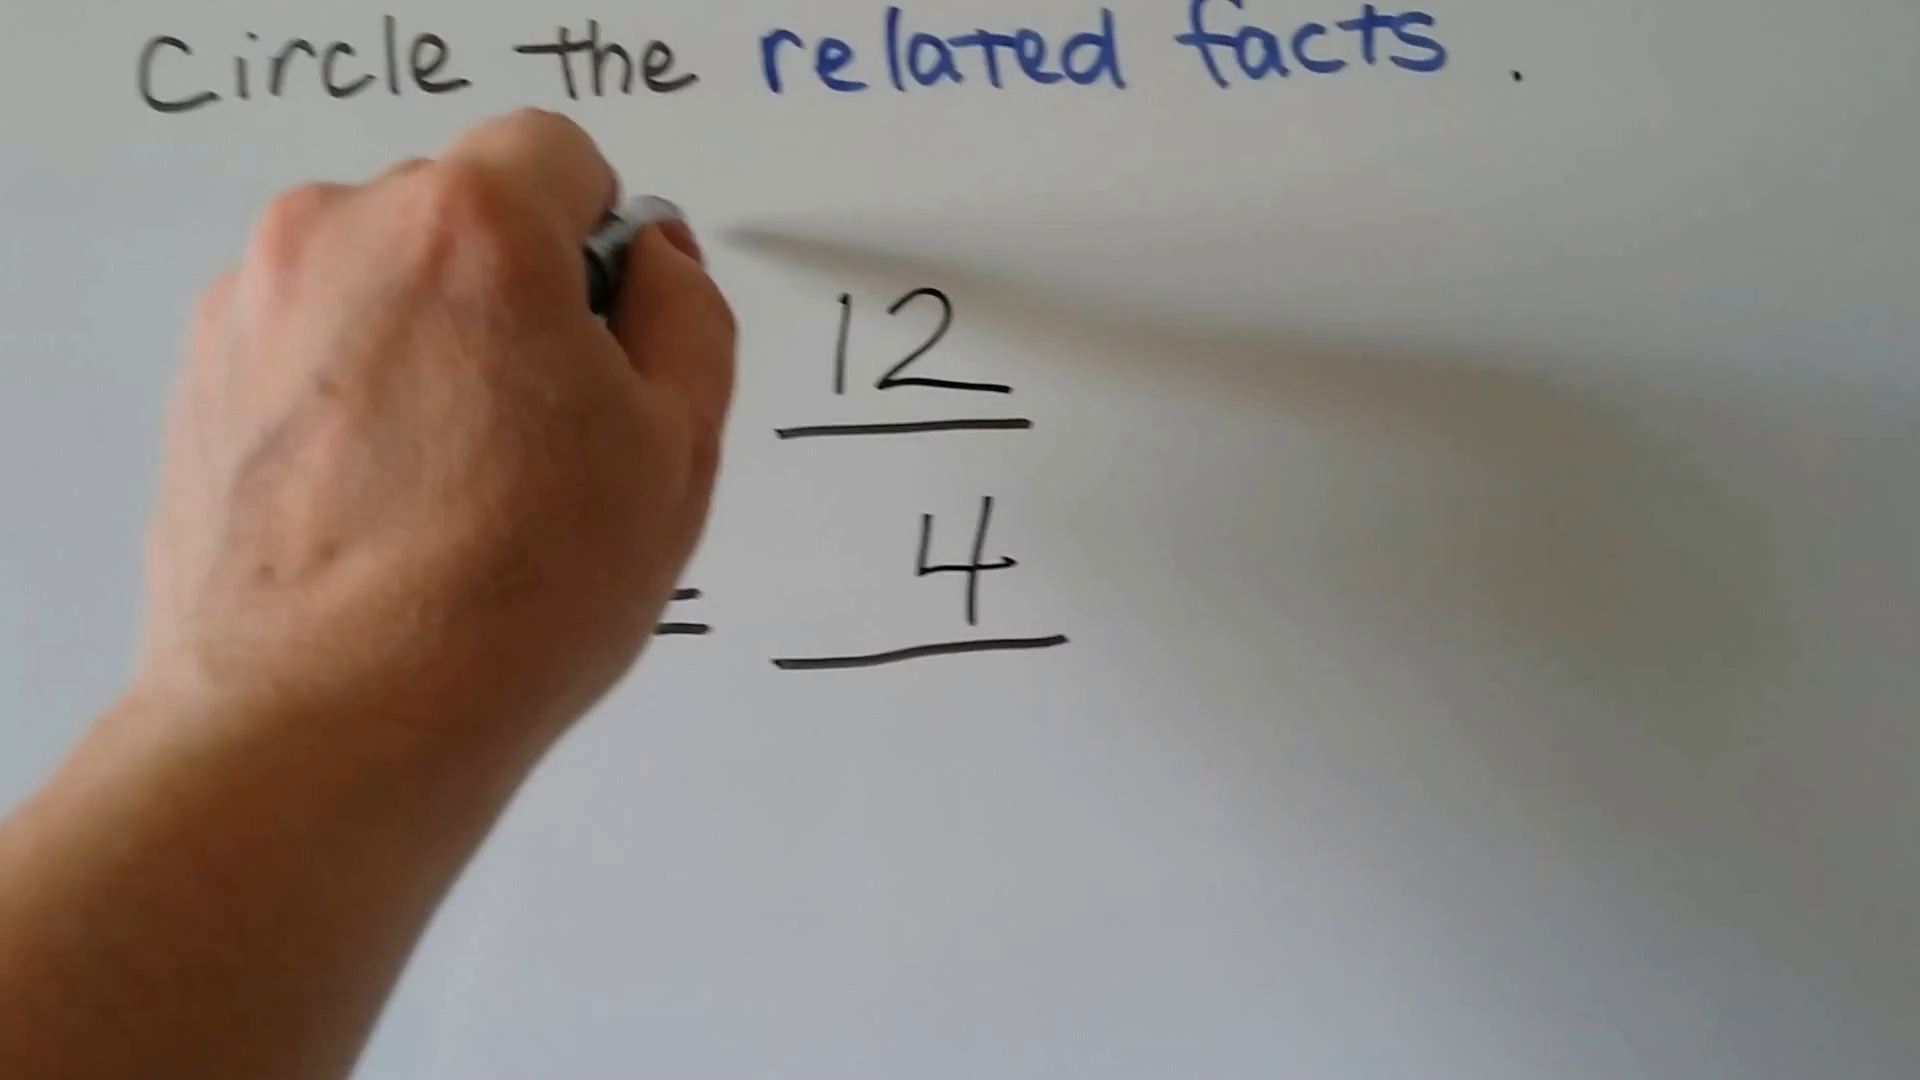 Circle the related facts.
12
= 4